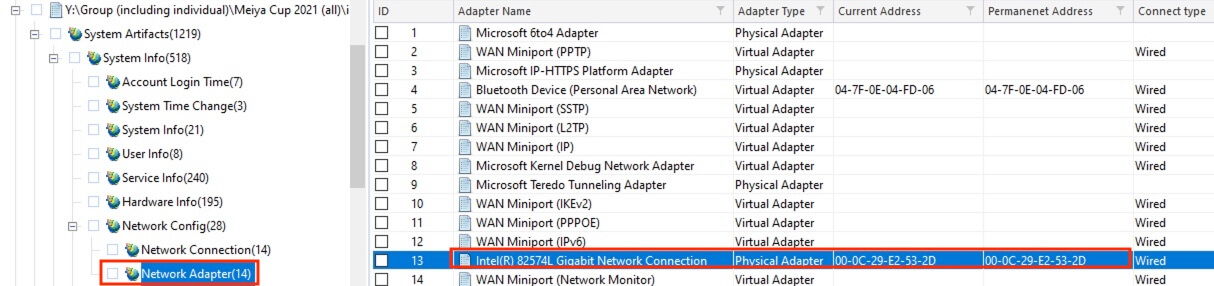 Y:\Group (including individual)\Meiya Cup 2021 (all)\i
System Artifacts(1219)
System Info(518)
Account Login Time(7)
System Time Change(3)
System Info(21)
User Info(8)
Service Info(240)
Hardware Info(195)
Network Config(28)
Network Connection(14)
Network Adapter(14)
ID Adapter Name Adapter Type Current Address Permanenet Address Connect type
1 Microsoft 6to4 Adapter Physical Adapter
2 WAN Miniport (PPTP) Virtual Adapter Wired
3 Microsoft IP-HTTPS Platform Adapter Physical Adapter
4 Bluetooth Device (Personal Area Network) Virtual Adapter 04-7F-0E-04-FD-06 04-7F-0E-04-FD-06 Wired
5 WAN Miniport (SSTP) Virtual Adapter Wired
6 WAN Miniport (L2TP) Virtual Adapter Wired
7 WAN Miniport (IP) Virtual Adapter Wired
8 Microsoft Kernel Debug Network Adapter Virtual Adapter Wired
9 Microsoft Teredo Tunneling Adapter Physical Adapter
10 WAN Miniport (IKEv2) Virtual Adapter Wired
11 WAN Miniport (PPPOE) Virtual Adapter Wired
12 WAN Miniport (IPv6) Virtual Adapter Wired
13 Intel(R) 82574L Gigabit Network Connection Physical Adapter 00-0C-29-E2-53-2D 00-0C-29-E2-53-2D Wired
14 WAN Miniport (Network Monitor) Virtual Adapter Wired